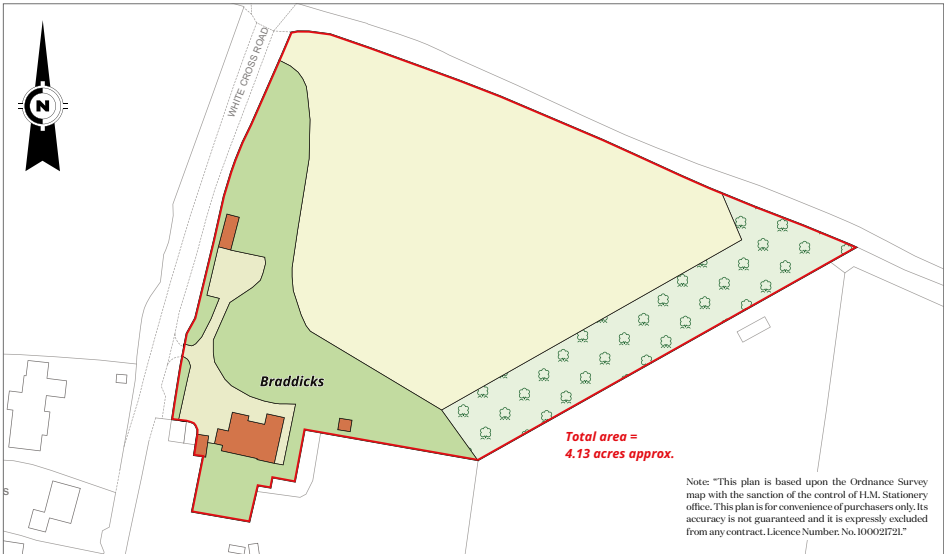 WHITE CROSS ROAD
N
Braddicks
Total area =
4.13 acres approx.
S
Note: "This plan is based upon the Ordnance Survey
map with the sanction of the control of H.M. Stationery
office. This plan is for convenience of purchasers only. Its
accuracy is not guaranteed and it is expressly excluded
from any contract. Licence Number. No. 100021721."